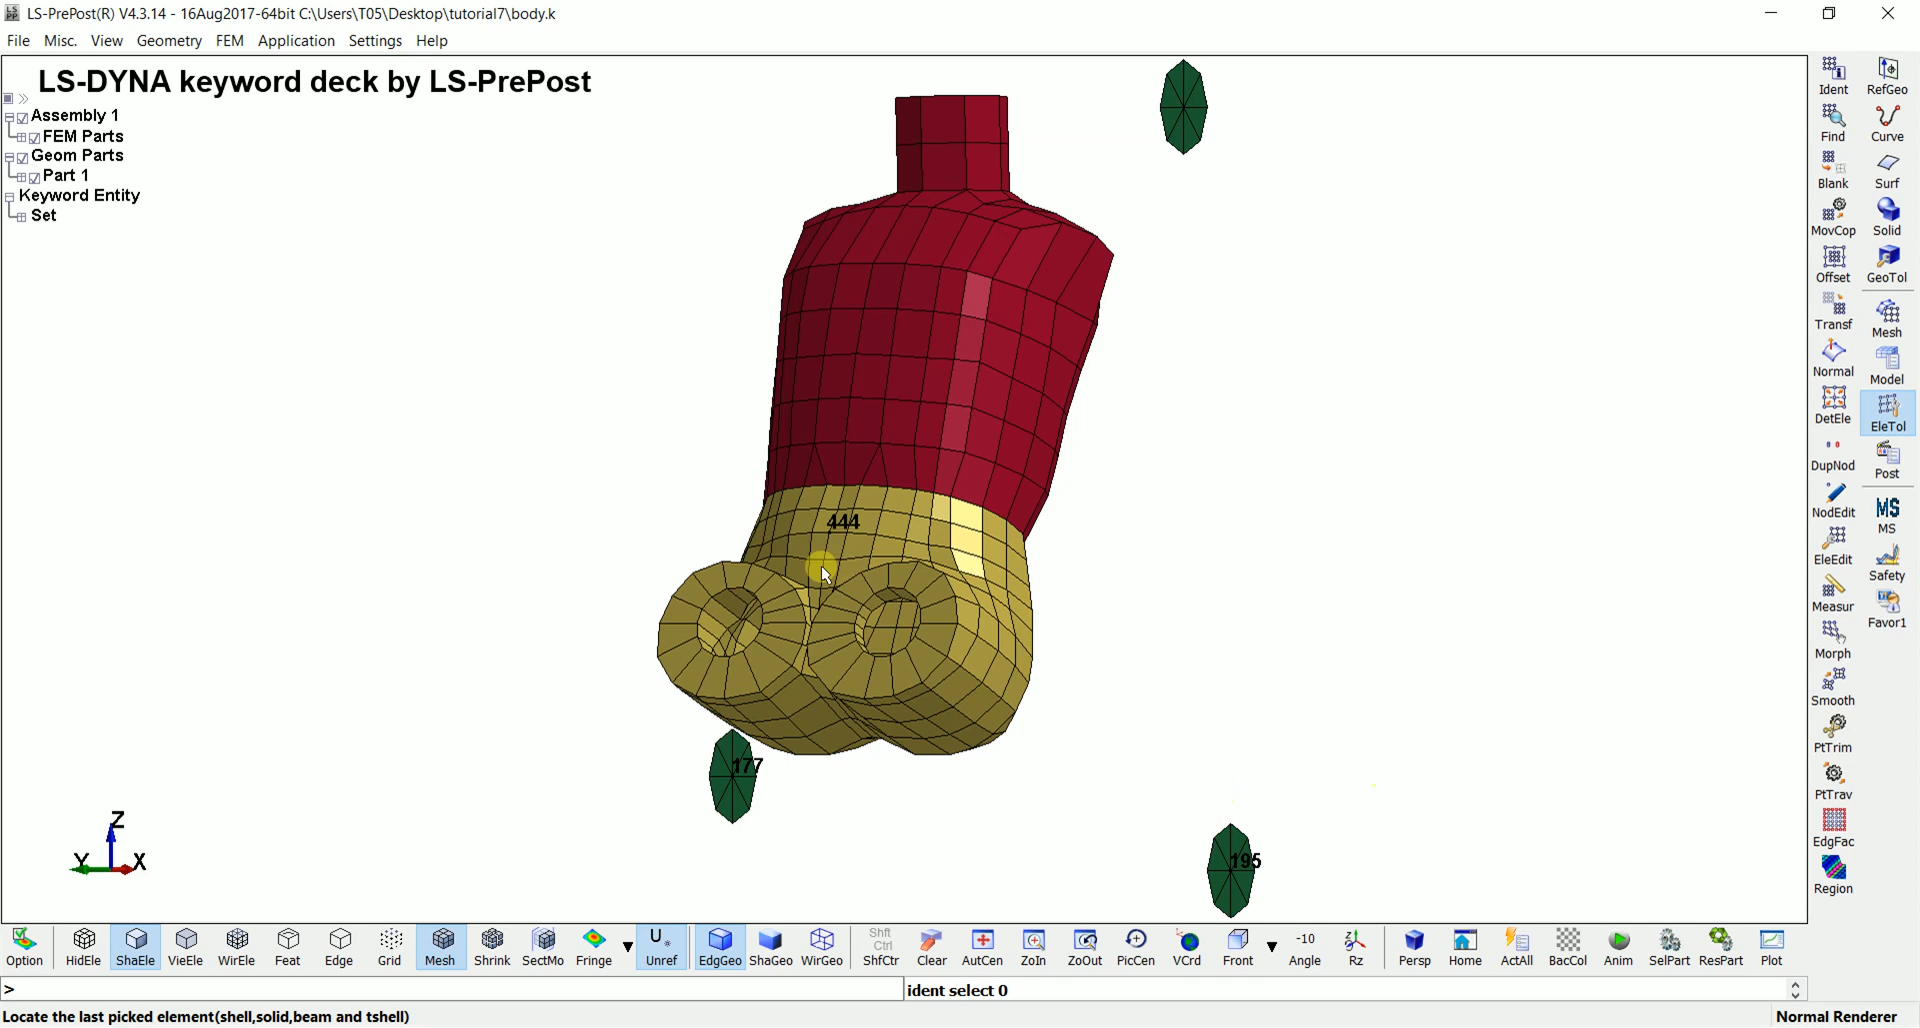 LS-PrePost(R) V4.3.14 - 16Aug2017-64bit C:\Users\T05\Desktop\tutorial7\body.k
File Misc. View Geometry FEM Application Settings Help
LS-DYNA keyword deck by LS-PrePost
Assembly 1
FEM Parts
Geom Parts
Part 1
Keyword Entity
Set
444
177
195
Z
Y X
Ident RefGeo
Find Curve
Blank Surf
MovCop Solid
Offset GeoTol
Transf Mesh
Normal Model
DetEle EleTol
DupNod Post
NodEdit MS
MS
EleEdit Safety
Measur Favor1
Morph
Smooth
PtTrim
PtTrav
EdgFac
Region
Option HidEle ShaEle VieEle WirEle Feat Edge Grid Mesh Shrink SectMo Fringe Unref EdgGeo ShaGeo WirGeo ShfCtr Clear AutCen ZoIn ZoOut PicCen VCrd Front Angle Rz Persp Home ActAll BacCol Anim SelPart ResPart Plot
U
Shft
Ctrl
-10
>
ident select 0
Locate the last picked element(shell,solid,beam and tshell) Normal Renderer